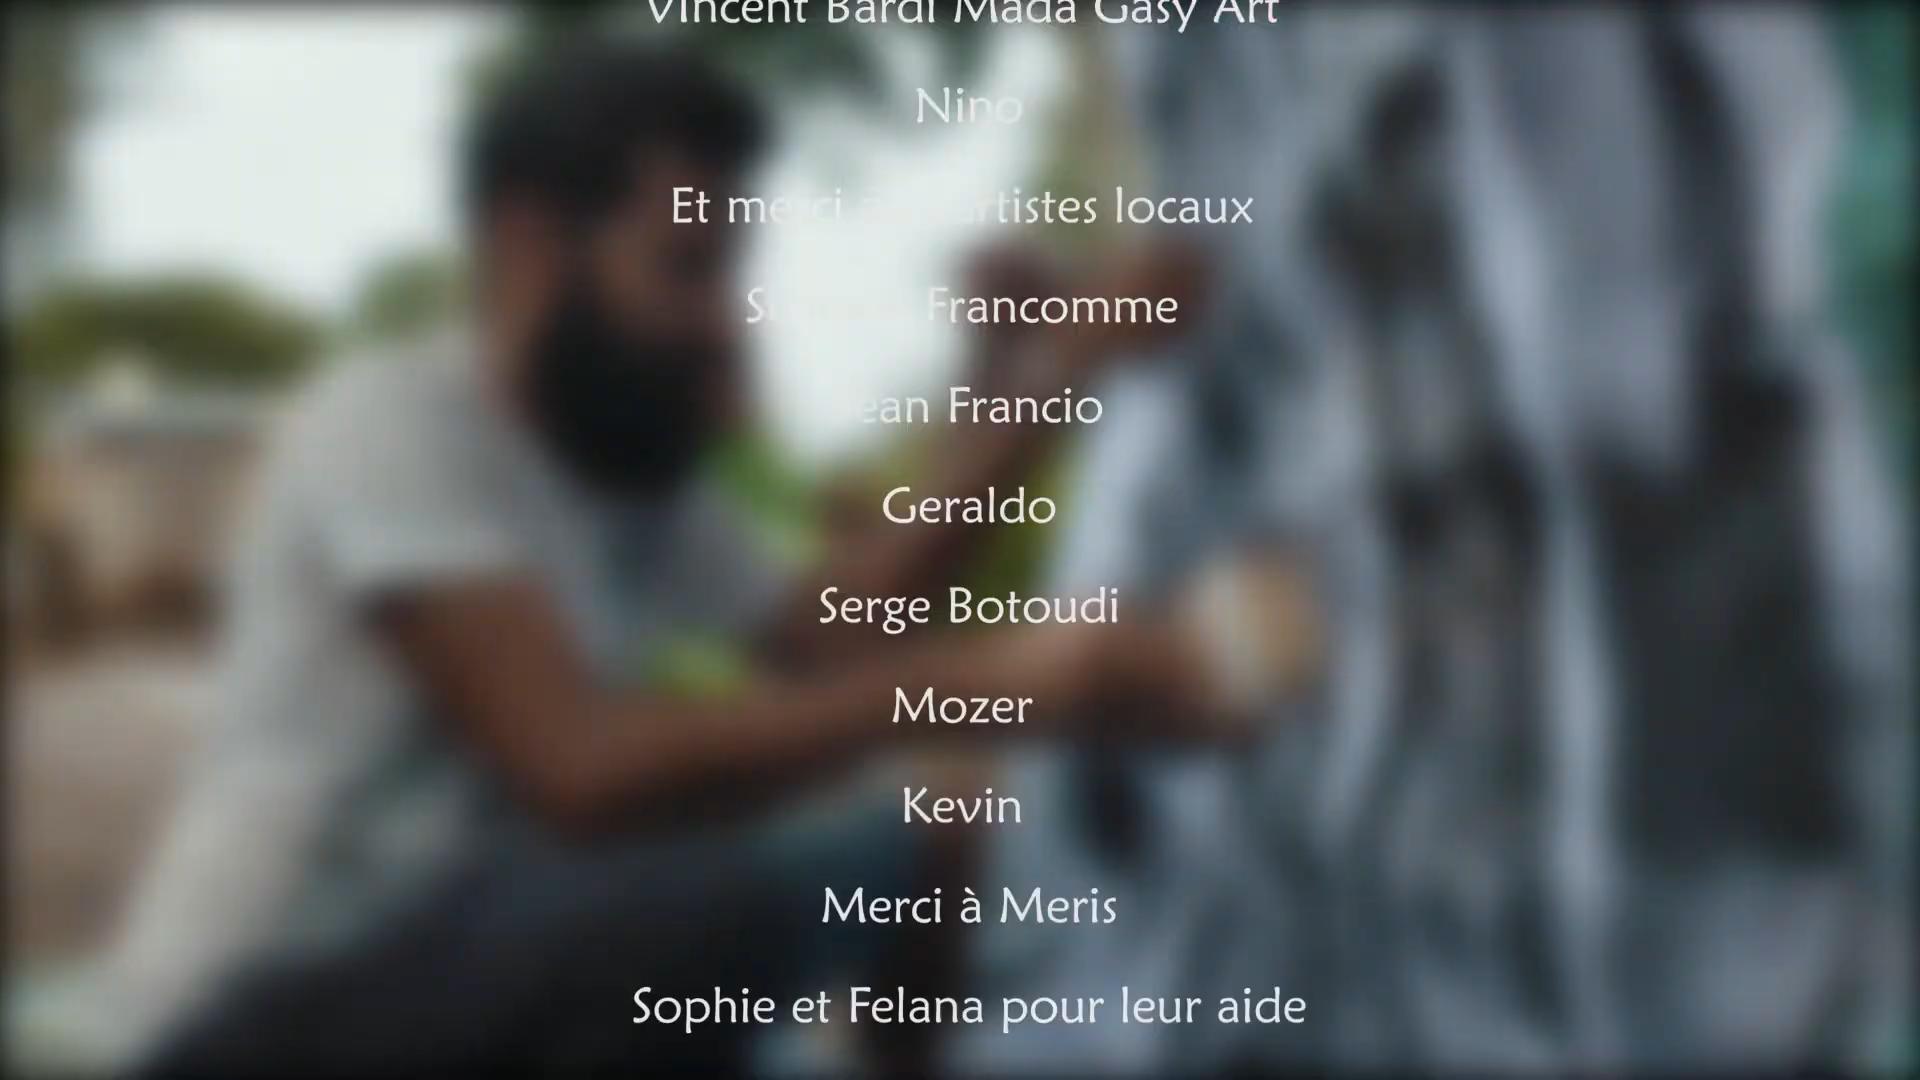 Vincent Bardi Mada Gasy Art
Nino
Et merci artistes locaux
Francomme
Jean Francio
Geraldo
Serge Botoudi
Mozer
Kevin
Merci à Meris
Sophie et Felana pour leur aide